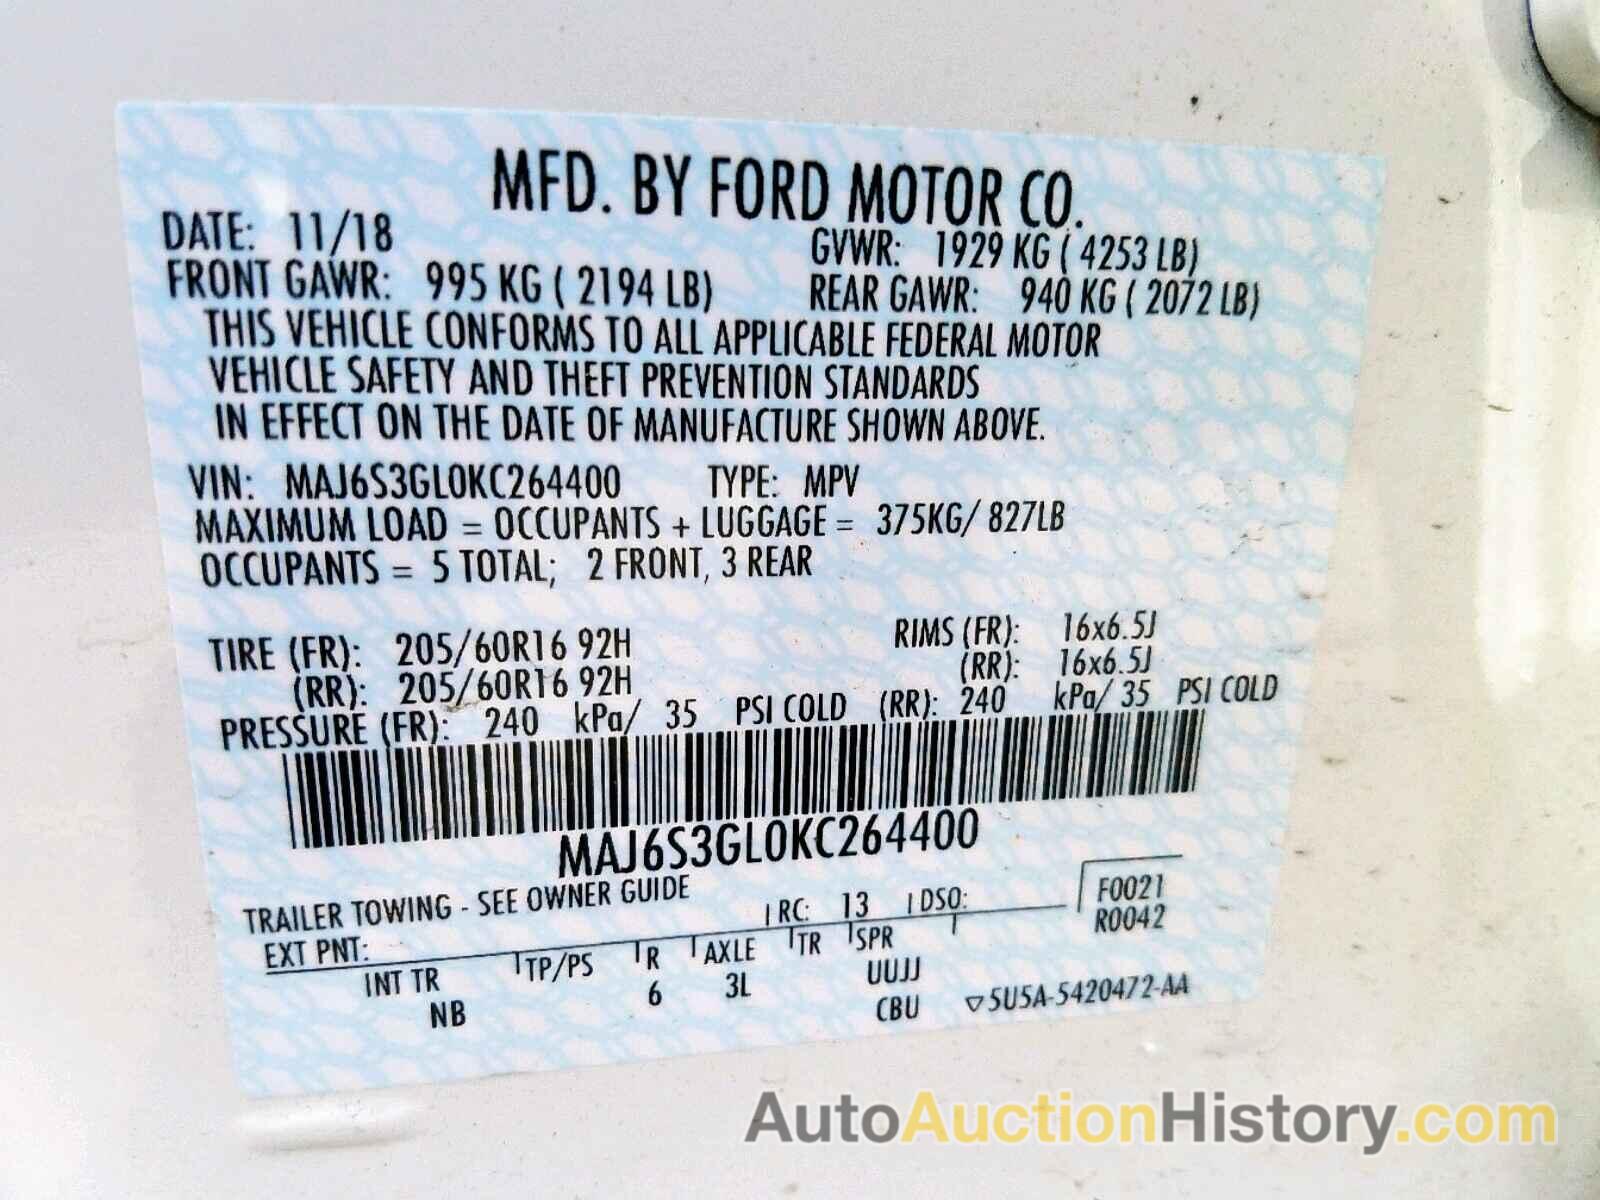 MFD. BY FORD MOTOR CO.
DATE: 11/18 GVWR: 1929 KG ( 4253 LB)
FRONT GAWR: 995 KG ( 2194 LB) REAR GAWR: 940 KG ( 2072 LB)
THIS VEHICLE CONFORMS TO ALL APPLICABLE FEDERAL MOTOR
VEHICLE SAFETY AND THEFT PREVENTION STANDARDS
IN EFFECT ON THE DATE OF MANUFACTURE SHOWN ABOVE.
VIN: MAJ6S3GL0KC264400 TYPE: MPV
MAXIMUM LOAD = OCCUPANTS + LUGGAGE = 375KG/ 827LB
OCCUPANTS = 5 TOTAL; 2 FRONT, 3 REAR
TIRE (FR): 205/60R16 92H RIMS (FR): 16x6.5J
(RR): 205/60R16 92H (RR): 16x6.5J
PRESSURE (FR): 240 kPa/ 35 PSI COLD (RR): 240 kPa/ 35 PSI COLD
MAJ6S3GL0KC264400
TRAILER TOWING - SEE OWNER GUIDE
EXT PNT: RC: 13 DSO: F0021
R0042
INT TR TP/PS R AXLE TR SPR
NB 6 3L UUJJ
CBU ▽5U5A-5420472-AA
AutoAuctionHistory.com